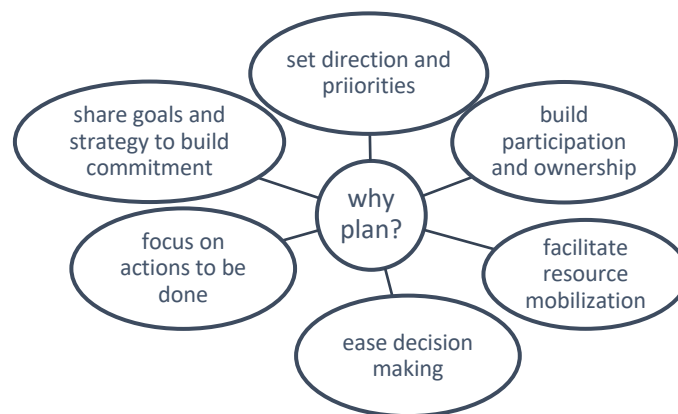 set direction and
priiorities
share goals and
strategy to build
commitment
build
participation
and ownership
why
plan?
focus on
actions to be
done
facilitate
resource
mobilization
ease decision
making